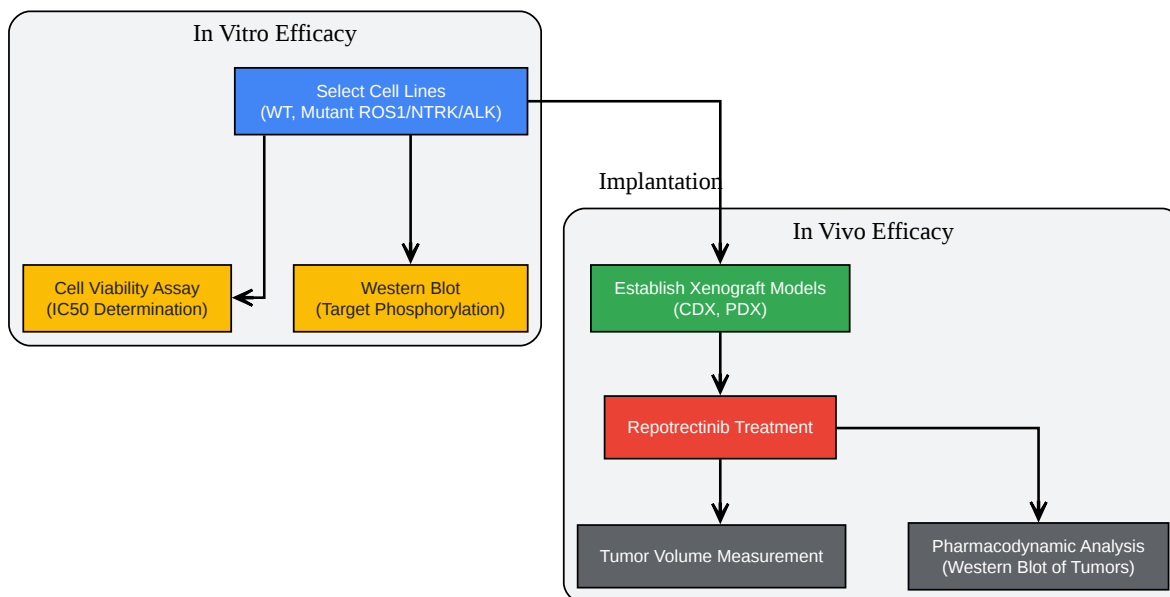 In Vitro Efficacy
Select Cell Lines
(WT, Mutant ROS1/NTRK/ALK)
Cell Viability Assay
(IC50 Determination)
Western Blot
(Target Phosphorylation)
Implantation
In Vivo Efficacy
Establish Xenograft Models
(CDX, PDX)
Repotrectinib Treatment
Tumor Volume Measurement
Pharmacodynamic Analysis
(Western Blot of Tumors)